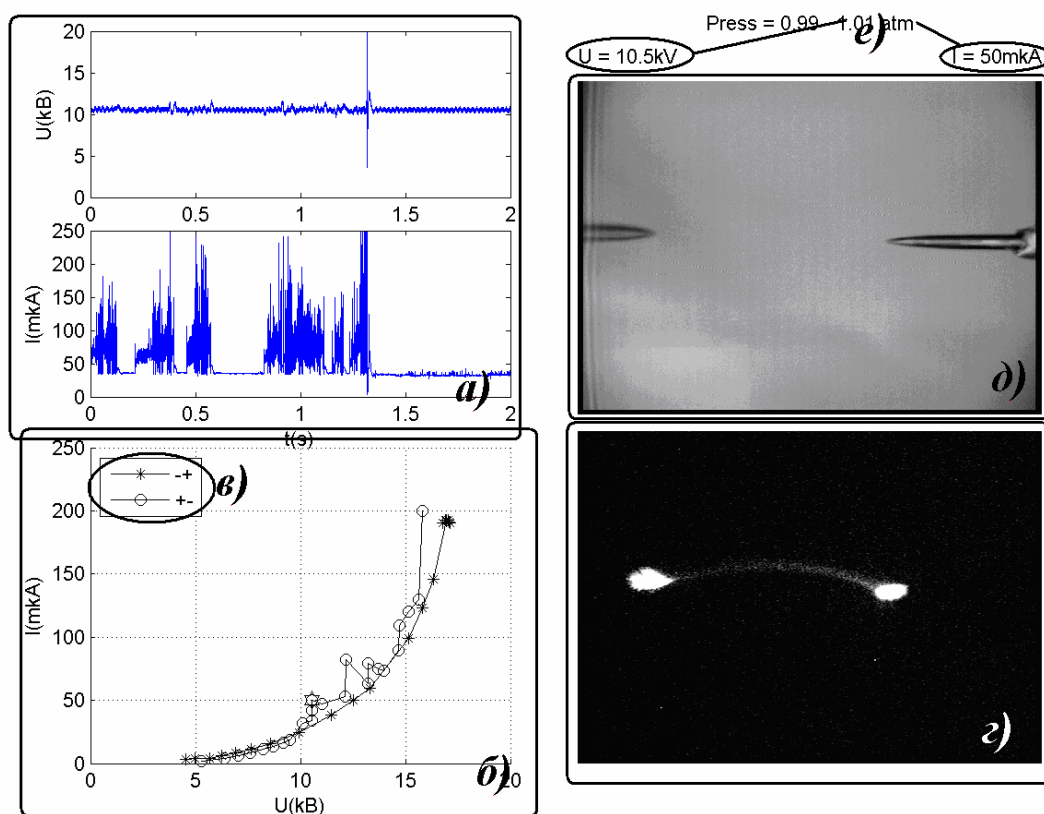 Press = 0.99 1.01 atm
е)
U = 10.5kV
I = 50mkA
20
15
10
5
0
U(kB)
0 0.5 1 1.5 2
250
200
150
100
50
0
I(mkA)
а)
0 0.5 1 1.5 2
t(s)
д)
250
200
150
100
50
0
I(mkA)
-+
+-
в)
б)
0 5 10 15 20
U(kB)
г)